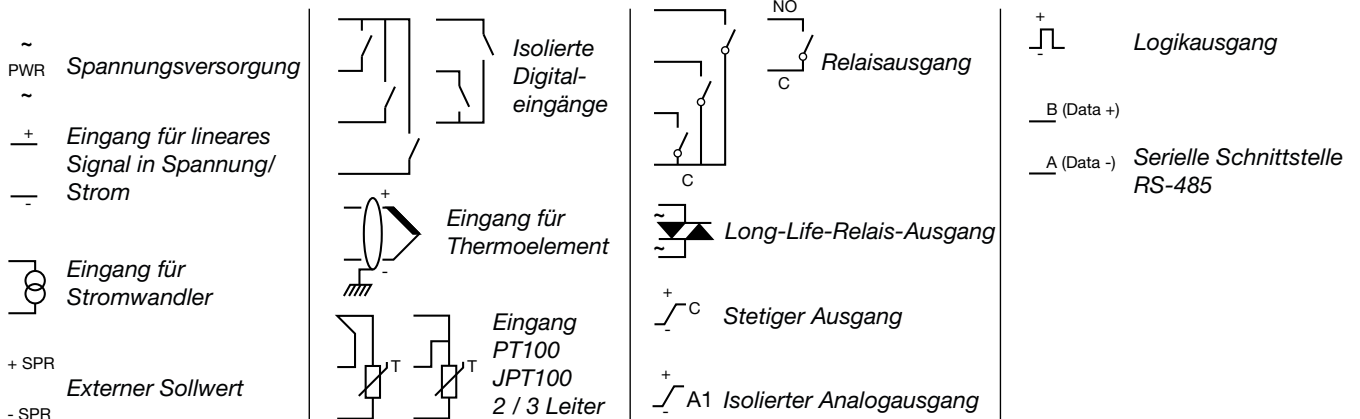 ~
PWR
~
Spannungsversorgung
+
-
Eingang für lineares
Signal in Spannung/
Strom
Eingang für
Stromwandler
+ SPR
- SPR
Externer Sollwert
Isolierte
Digital-
eingänge
+
-
Eingang für
Thermoelement
T
T
Eingang
PT100
JPT100
2 / 3 Leiter
C
NO
C
Relaisausgang
~
~
Long-Life-Relais-Ausgang
+
-
C
Stetiger Ausgang
+
-
A1
Isolierter Analogausgang
+
-
Logikausgang
B (Data +)
A (Data -)
Serielle Schnittstelle
RS-485